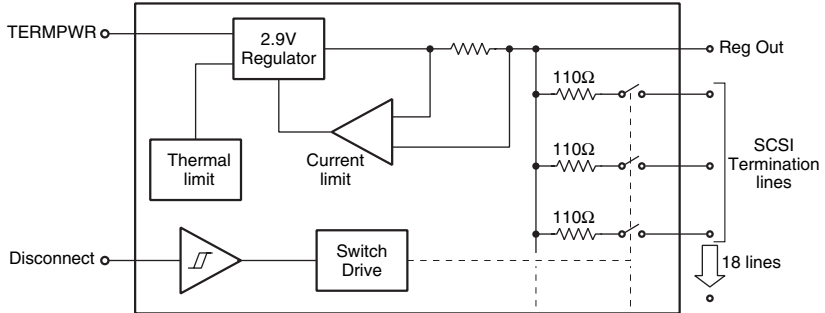 TERMPWR
2.9V
Regulator
Reg Out
110Ω
110Ω
110Ω
Thermal
limit
Current
limit
SCSI
Termination
lines
Disconnect
Switch
Drive
18 lines